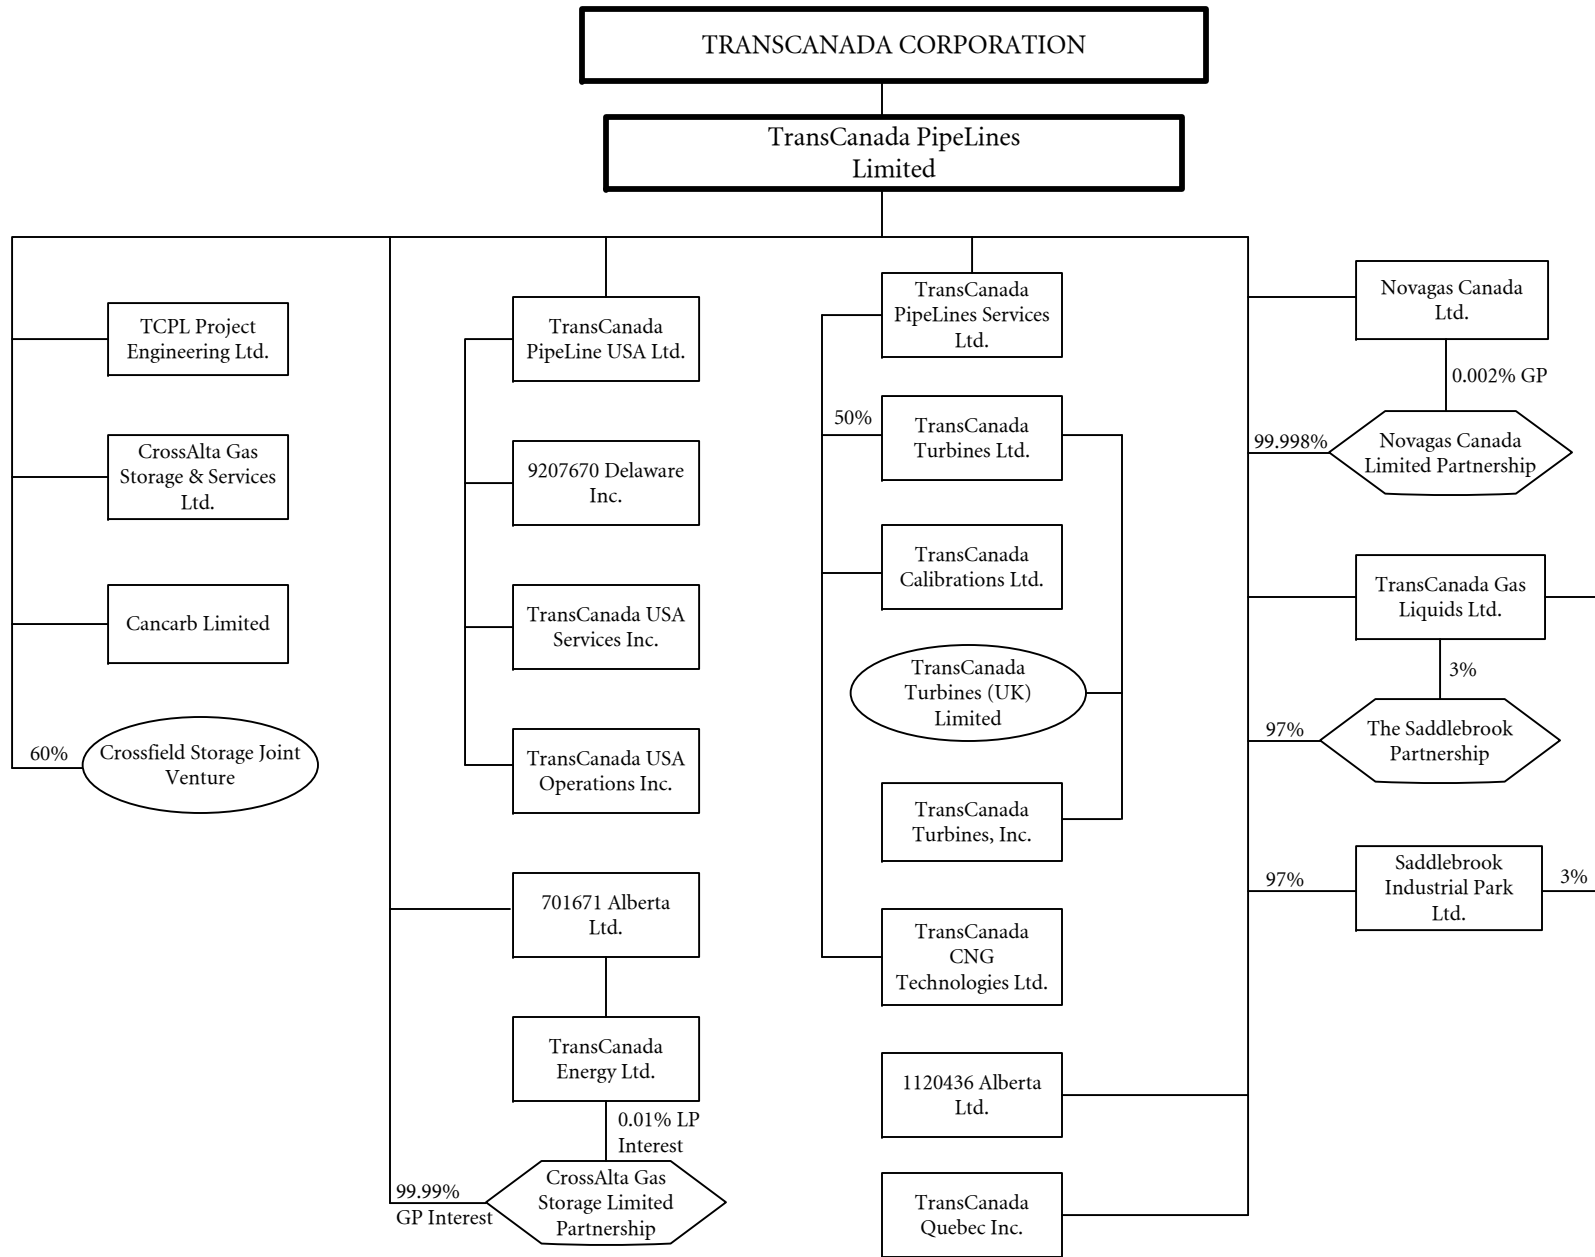 TRANSCANADA CORPORATION
TransCanada PipeLines
Limited
TCPL Project
Engineering Ltd.
CrossAlta Gas
Storage & Services
Ltd.
Cancarb Limited
60%
Crossfield Storage Joint
Venture
TransCanada
PipeLine USA Ltd.
9207670 Delaware
Inc.
TransCanada USA
Services Inc.
TransCanada USA
Operations Inc.
701671 Alberta
Ltd.
TransCanada
Energy Ltd.
0.01% LP
Interest
99.99%
GP Interest
CrossAlta Gas
Storage Limited
Partnership
TransCanada
PipeLines Services
Ltd.
50%
TransCanada
Turbines Ltd.
TransCanada
Calibrations Ltd.
TransCanada
Turbines (UK)
Limited
TransCanada
Turbines, Inc.
TransCanada
CNG
Technologies Ltd.
1120436 Alberta
Ltd.
TransCanada
Quebec Inc.
Novagas Canada
Ltd.
0.002% GP
99.998%
Novagas Canada
Limited Partnership
TransCanada Gas
Liquids Ltd.
3%
97%
The Saddlebrook
Partnership
97%
Saddlebrook
Industrial Park
Ltd.
3%